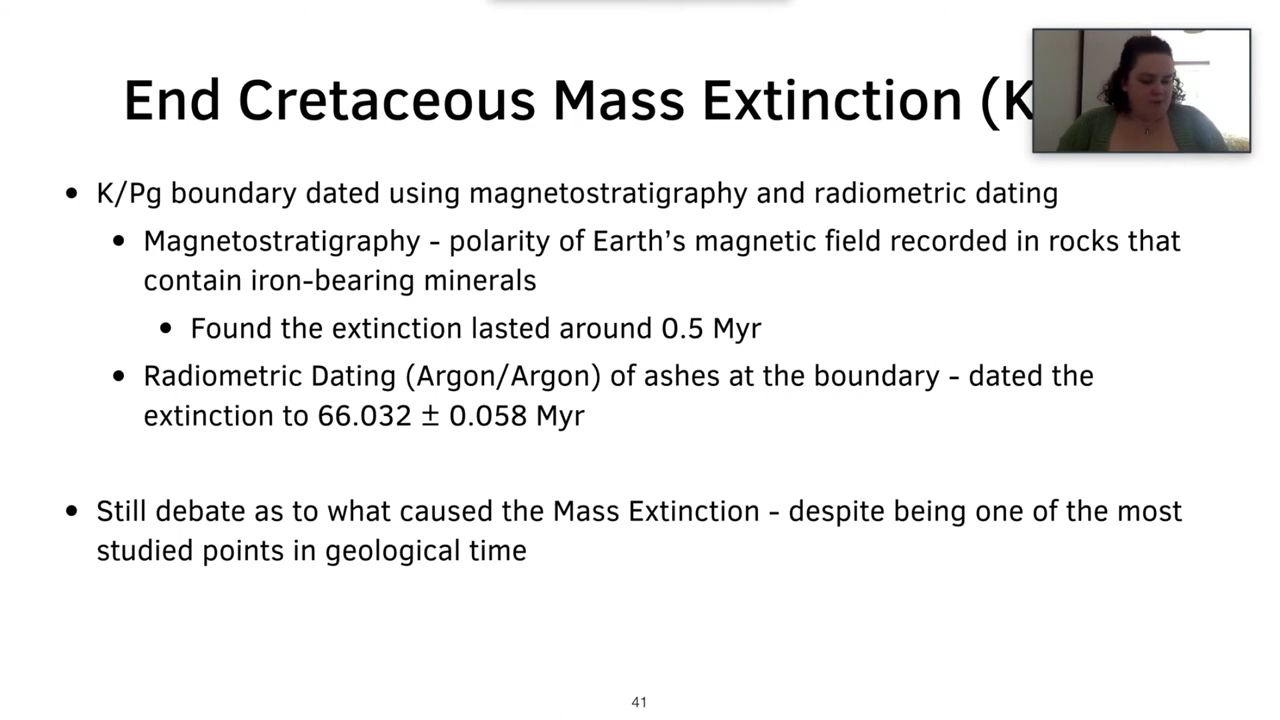 End Cretaceous Mass Extinction (K
• K/Pg boundary dated using magnetostratigraphy and radiometric dating
• Magnetostratigraphy - polarity of Earth’s magnetic field recorded in rocks that
contain iron-bearing minerals
• Found the extinction lasted around 0.5 Myr
• Radiometric Dating (Argon/Argon) of ashes at the boundary - dated the
extinction to 66.032 ± 0.058 Myr
• Still debate as to what caused the Mass Extinction - despite being one of the most
studied points in geological time
41